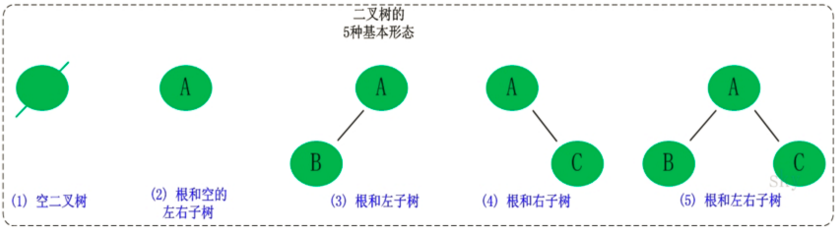 二叉树的
5种基本形态
A
A
B
A
C
A
B
C
(1) 空二叉树
(2) 根和空的
左右子树
(3) 根和左子树
(4) 根和右子树
(5) 根和左右子树